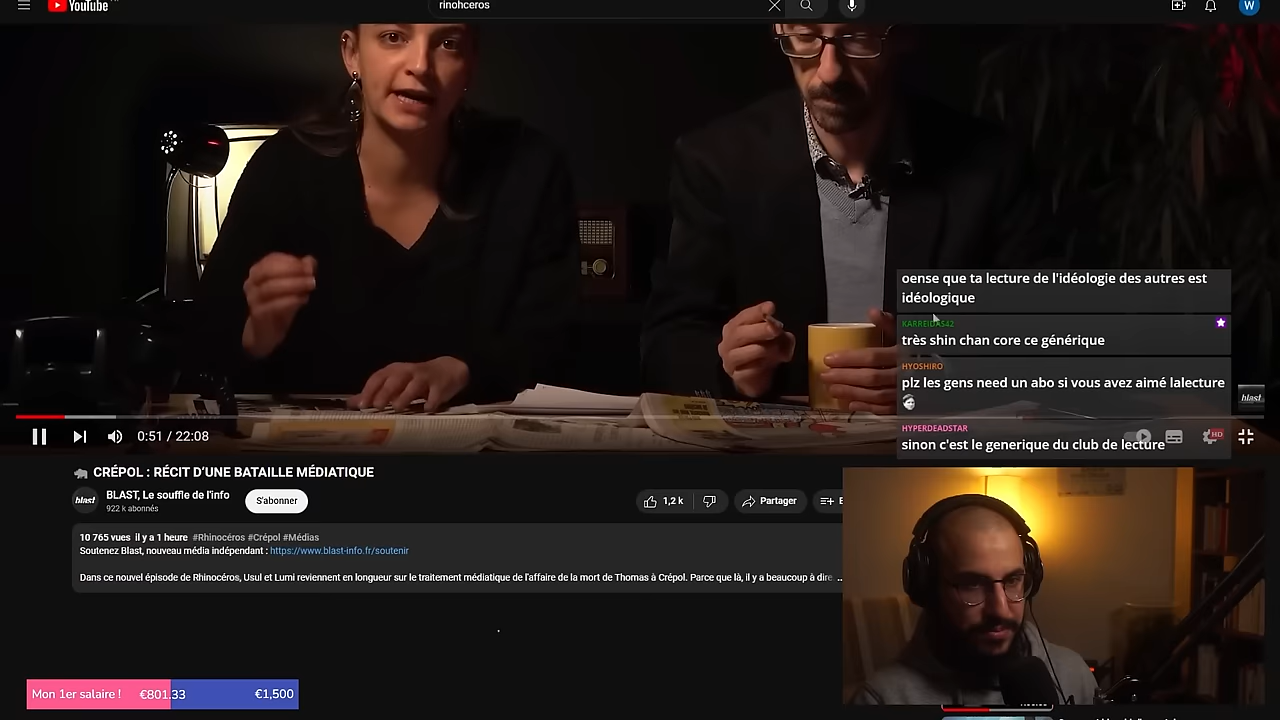 YouTube
rinohceros
W
oense que ta lecture de l'idéologie des autres est
idéologique
KARREIDAS42
très shin chan core ce générique
HYOSHIRO
plz les gens need un abo si vous avez aimé lalecture
blast
HYPERDEADSTAR
sinon c'est le generique du club de lecture
0:51 / 22:08
HD
CRÉPOL : RÉCIT D'UNE BATAILLE MÉDIATIQUE
blast
BLAST, Le souffle de l'info
922 k abonnés
S'abonner
1,2 k
Partager
10 765 vues il y a 1 heure #Rhinocéros #Crépol #Médias
Soutenez Blast, nouveau média indépendant : https://www.blast-info.fr/soutenir
Dans ce nouvel épisode de Rhinocéros, Usul et Lumi reviennent en longueur sur le traitement médiatique de l'affaire de la mort de Thomas à Crépol. Parce que là, il y a beaucoup à dire ...
Mon 1er salaire ! €801.33 €1,500